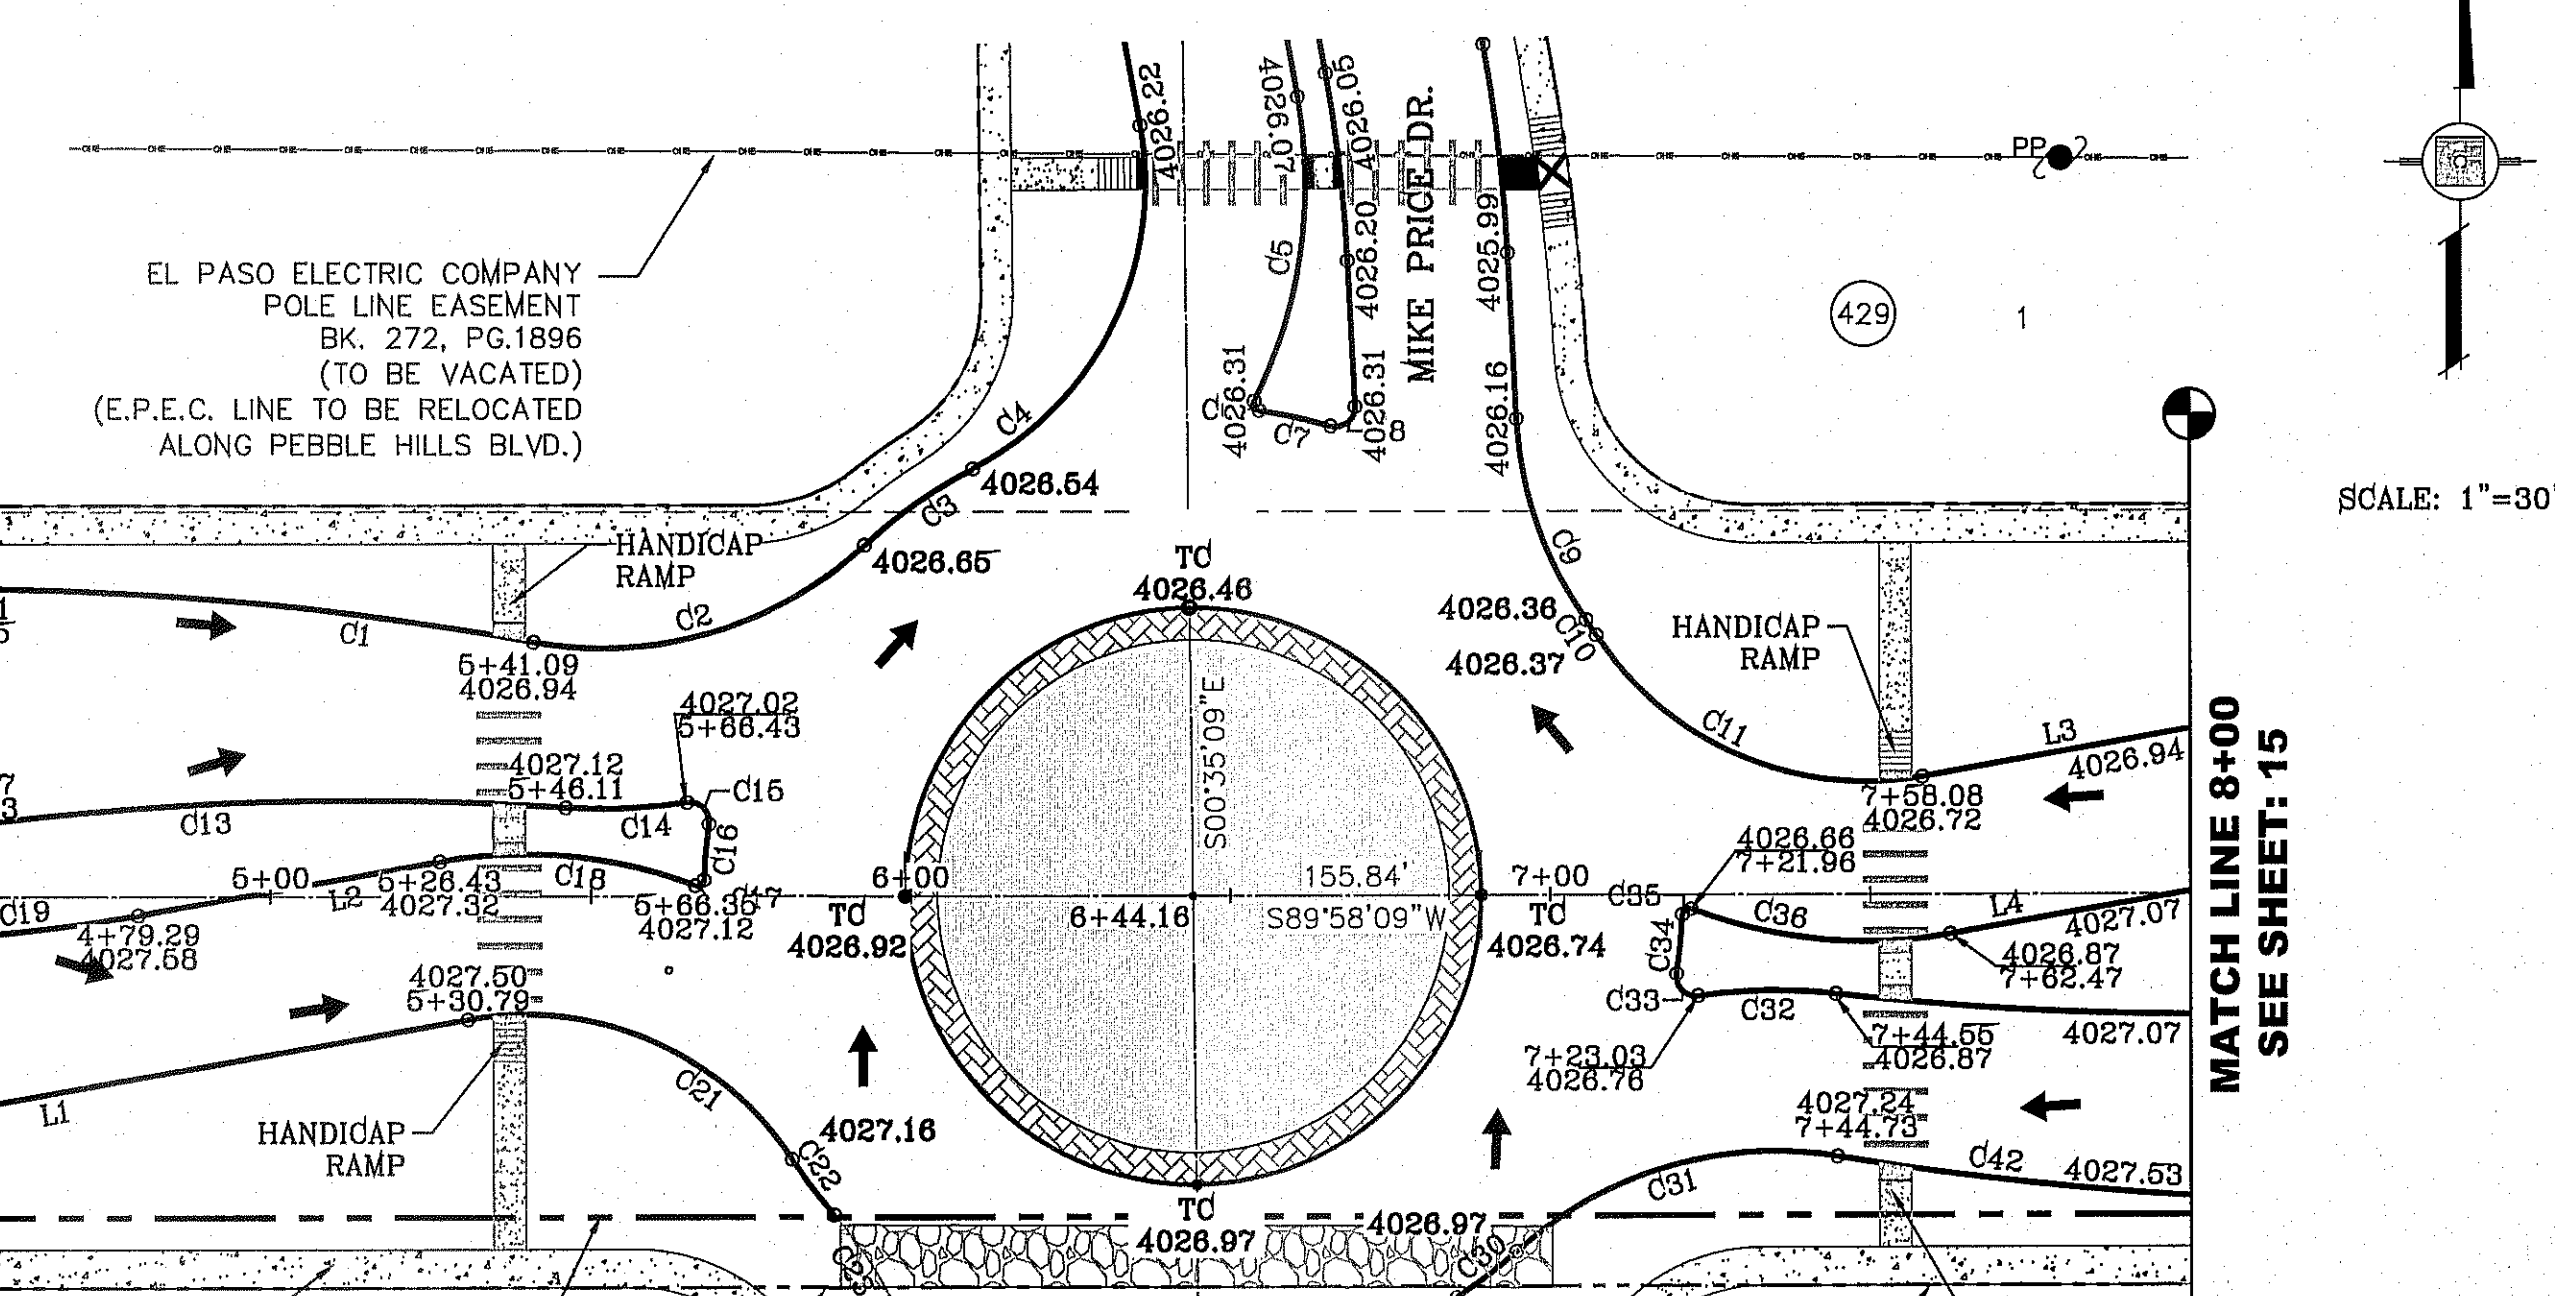 4026.22
4026.07
4026.05
MIKE PRICE DR.
PP
EL PASO ELECTRIC COMPANY
POLE LINE EASEMENT
BK. 272, PG.1896
(TO BE VACATED)
(E.P.E.C. LINE TO BE RELOCATED
ALONG PEBBLE HILLS BLVD.)
C5
4026.20
4025.99
429
1
4026.31
C7
4026.31
8
4026.16
C4
4026.54
C3
4026.65
SCALE: 1"=30'
HANDICAP
RAMP
C1
C2
5+41.09
4026.94
TC
4026.46
C9
4026.36
C10
4026.37
HANDICAP
RAMP
C11
L3
4026.94
7+58.08
4026.72
MATCH LINE 8+00
SEE SHEET: 15
4027.02
5+66.43
4027.12
5+46.11
C13
C14
C15
C16
S00°35'09"E
4026.66
7+21.96
5+00
L2
5+26.43
4027.32
C18
5+66.35
4027.12
C17
6+00
TC
4026.92
6+44.16
155.84'
S89°58'09"W
7+00
TC
4026.74
C35
C34
C36
L4
4027.07
4026.87
7+62.47
C19
4+79.29
4027.58
4027.50
5+30.79
C33
C32
7+44.55
4026.87
4027.07
7+23.03
4026.76
L1
HANDICAP
RAMP
C21
C22
4027.16
4027.24
7+44.73
C31
C42
4027.53
TC
4026.97
4026.97
C30
C23